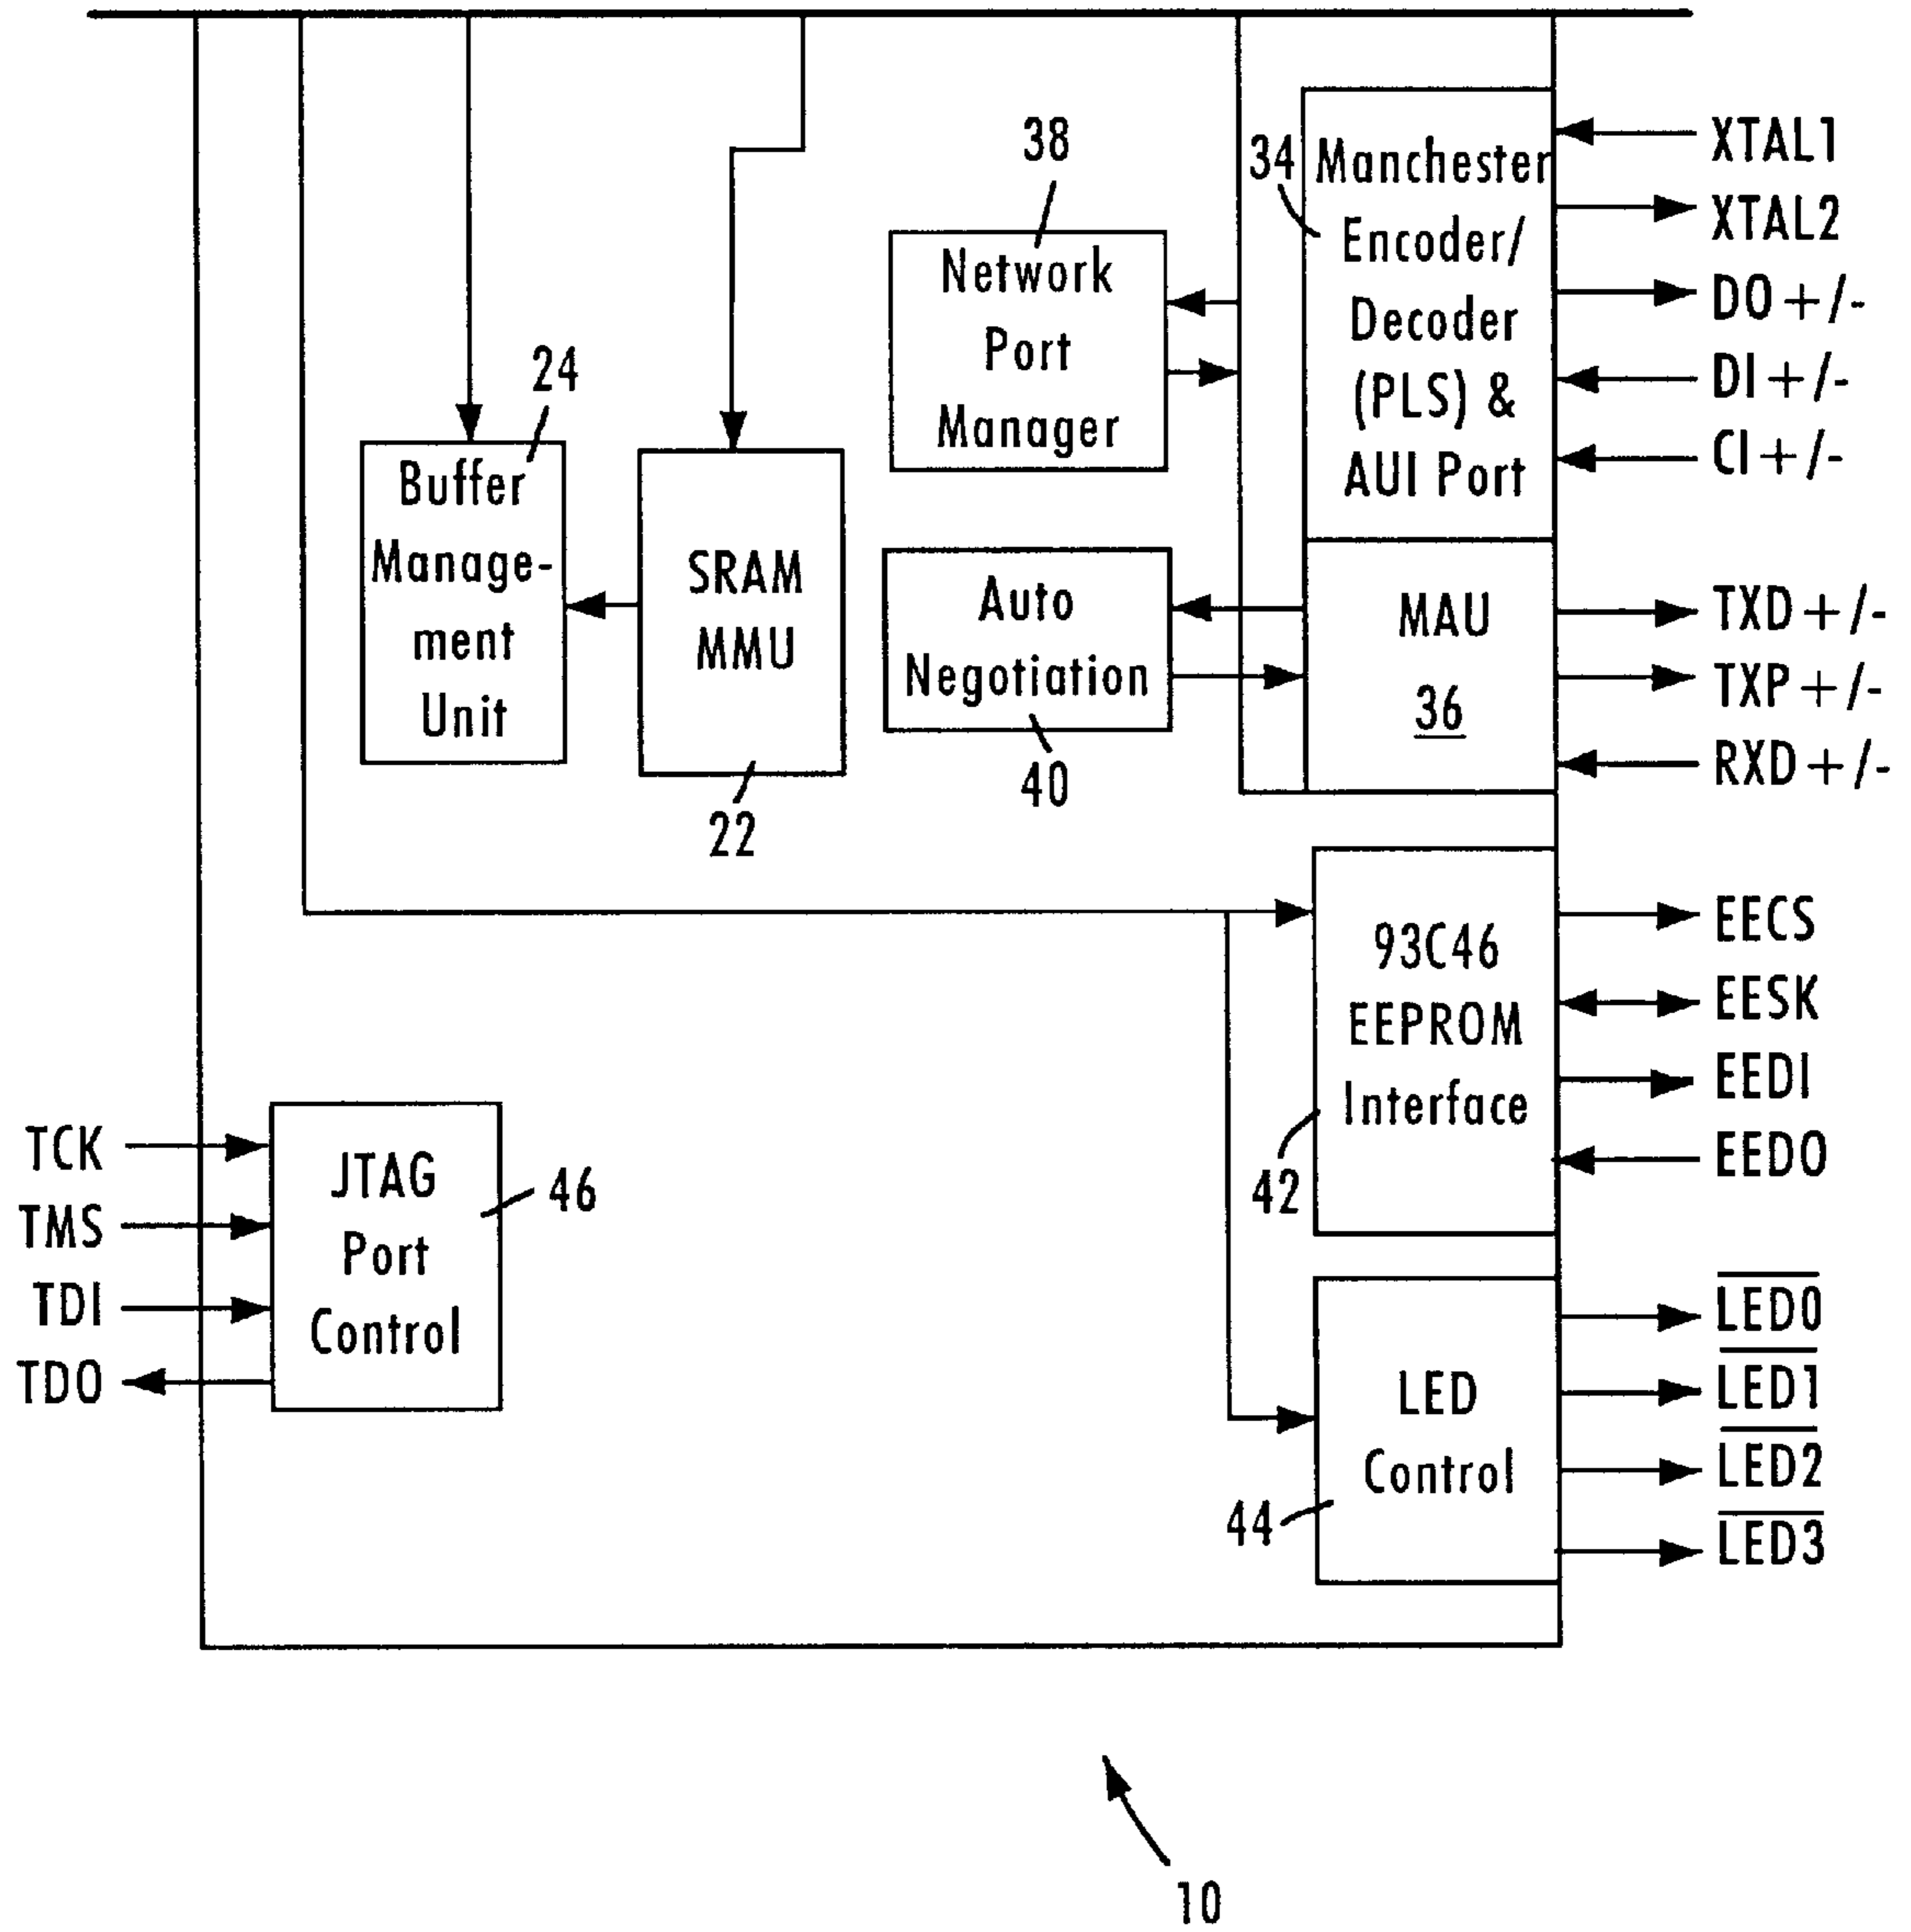 38
Network
Port
Manager
34
Manchester
Encoder/
Decoder
(PLS) &
AUI Port
XTAL1
XTAL2
DO +/-
DI +/-
CI +/-
24
Buffer
Manage-
ment
Unit
SRAM
MMU
22
Auto
Negotiation
40
MAU
36
TXD +/-
TXP +/-
RXD +/-
93C46
EEPROM
Interface
42
EECS
EESK
EEDI
EEDO
TCK
TMS
TDI
TDO
JTAG
Port
Control
46
LED
Control
44
LED0
LED1
LED2
LED3
10